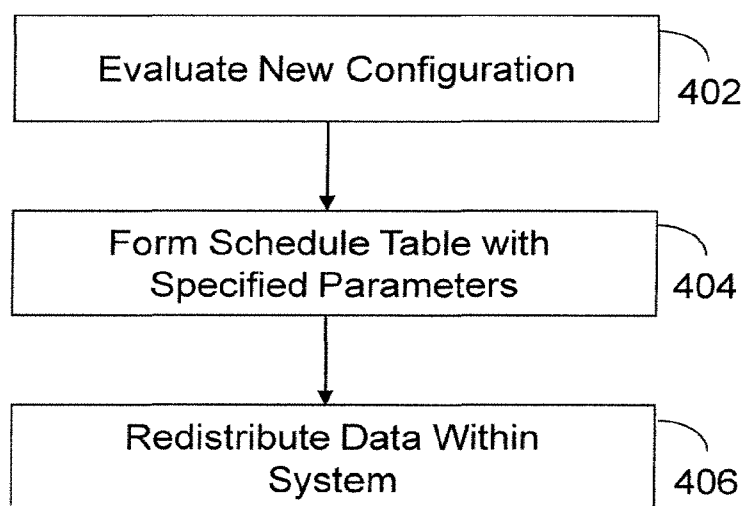 Evaluate New Configuration
402
Form Schedule Table with
Specified Parameters
404
Redistribute Data Within
System
406